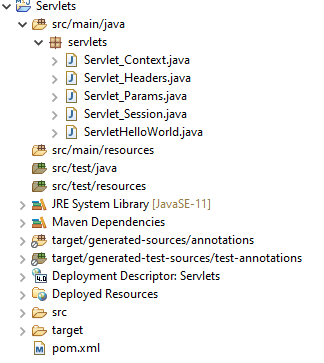 Servlets
src/main/java
servlets
Servlet_Context.java
Servlet_Headers.java
Servlet_Params.java
Servlet_Session.java
ServletHelloWorld.java
src/main/resources
src/test/java
src/test/resources
JRE System Library [JavaSE-11]
Maven Dependencies
target/generated-sources/annotations
target/generated-test-sources/test-annotations
Deployment Descriptor: Servlets
Deployed Resources
src
target
pom.xml